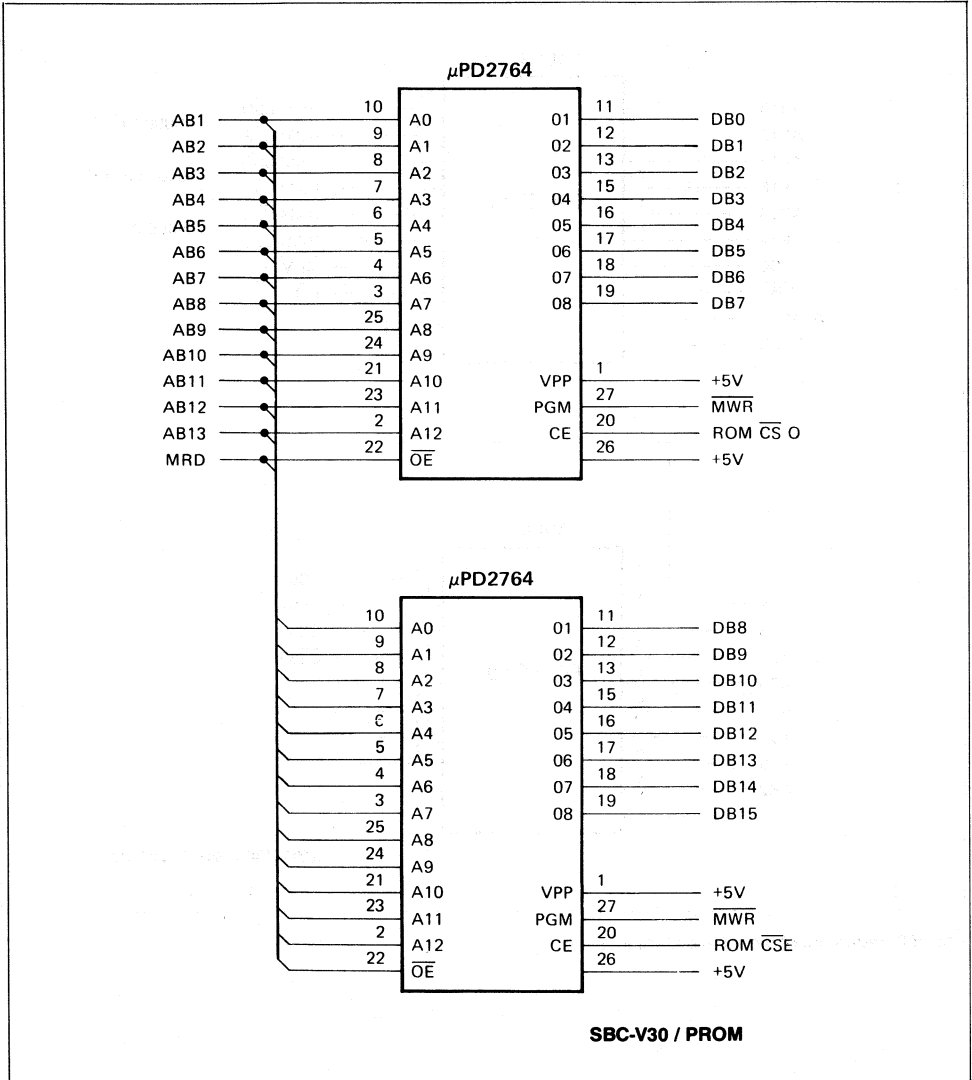 μPD2764
AB1 10 A0 01 11 DB0
AB2 9 A1 02 12 DB1
AB3 8 A2 03 13 DB2
AB4 7 A3 04 15 DB3
AB5 6 A4 05 16 DB4
AB6 5 A5 06 17 DB5
AB7 4 A6 07 18 DB6
AB8 3 A7 08 19 DB7
AB9 25 A8
AB10 24 A9
AB11 21 A10 VPP 1 +5V
AB12 23 A11 PGM 27 M̅W̅R̅
AB13 2 A12 CE 20 ROM C̅S̅ O
MRD 22 O̅E̅ 26 +5V
μPD2764
10 A0 01 11 DB8
9 A1 02 12 DB9
8 A2 03 13 DB10
7 A3 04 15 DB11
6 A4 05 16 DB12
5 A5 06 17 DB13
4 A6 07 18 DB14
3 A7 08 19 DB15
25 A8
24 A9
21 A10 VPP 1 +5V
23 A11 PGM 27 M̅W̅R̅
2 A12 CE 20 ROM C̅S̅E
22 O̅E̅ 26 +5V
SBC-V30 / PROM